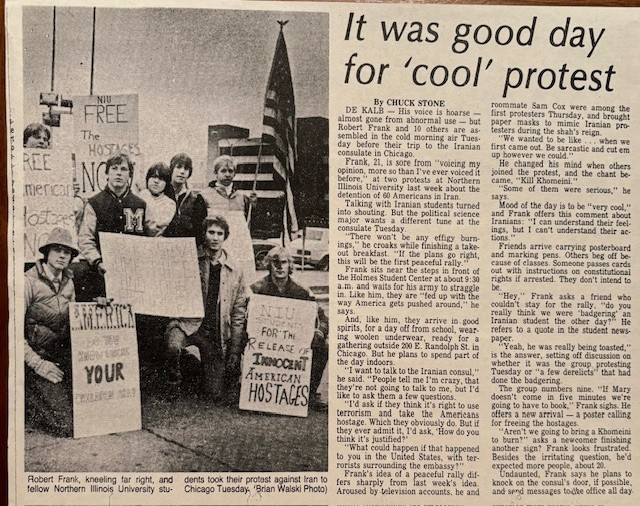 It was good day
for 'cool' protest
By CHUCK STONE
DE KALB — His voice is hoarse —
almost gone from abnormal use — but
Robert Frank and 10 others are as-
sembled in the cold morning air Tues-
day before their trip to the Iranian
consulate in Chicago.
Frank, 21, is sore from "voicing my
opinion, more so than I've ever voiced it
before," at two protests at Northern
Illinois University last week about the
detention of 60 Americans in Iran.
Talking with Iranian students turned
into shouting. But the political science
major wants a different tune at the
consulate Tuesday.
"There won't be any effigy burn-
ings," he croaks while finishing a take-
out breakfast. "If the plans go right,
this will be the first peaceful rally."
Frank sits near the steps in front of
the Holmes Student Center at about 9:30
a.m. and waits for his army to straggle
in. Like him, they are "fed up with the
way America gets pushed around," he
says.
And, like him, they arrive in good
spirits, for a day off from school, wear-
ing woolen underwear, ready for a
gathering outside 200 E. Randolph St. in
Chicago. But he plans to spend part of
the day indoors.
"I want to talk to the Iranian consul,"
he said. "People tell me I'm crazy, that
they're not going to talk to me, but I'd
like to ask them a few questions.
"I'd ask if they think it's right to use
terrorism and take the Americans
hostage. Which they obviously do. But if
they ever admit it, I'd ask, 'How do you
think it's justified?'
"What could happen if that happened
to you in the United States, with ter-
rorists surrounding the embassy?"
Frank's idea of a peaceful rally dif-
fers sharply from last week's idea.
Aroused by television accounts, he and
roommate Sam Cox were among the
first protesters Thursday, and brought
paper masks to mimic Iranian pro-
testers during the shah's reign.
"We wanted to be like . . . when we
first came out. Be sarcastic and cut em
up however we could."
He changed his mind when others
joined the protest, and the chant be-
came, "Kill Khomeini."
"Some of them were serious," he
says.
Mood of the day is to be "very cool,"
and Frank offers this comment about
Iranians: "I can understand their feel-
ings, but I can't understand their ac-
tions."
Friends arrive carrying posterboard
and marking pens. Others beg off be-
cause of classes. Someone passes cards
out with instructions on constitutional
rights if arrested. They don't intend to
"Hey," Frank asks a friend who
couldn't stay for the rally, "do you
really think we were 'badgering' an
Iranian student the other day?" He
refers to a quote in the student news-
paper.
"Yeah, he was really being toasted,"
is the answer, setting off discussion on
whether it was the group protesting
Tuesday or "a few derelicts" that had
done the badgering.
The group numbers nine. "If Mary
doesn't come in five minutes we're
going to have to book," Frank sighs. He
offers a new arrival — a poster calling
for freeing the hostages.
"Aren't we going to bring a Khomeini
to burn?" asks a newcomer finishing
another sign? Frank looks frustrated.
Besides the irritating question, he'd
expected more people, about 20.
Undaunted, Frank says he plans to
knock on the consul's door, if possible,
and send messages to the office all day.
NIU
FREE
The
HOSTAGES
NO
REE
merican
ostages
AMERICA
YOUR
FOR THE
RELEASE OF
INNOCENT
AMERICAN
HOSTAGES
M
Robert Frank, kneeling far right, and
fellow Northern Illinois University stu-
dents took their protest against Iran to
Chicago Tuesday. (Brian Walski Photo)